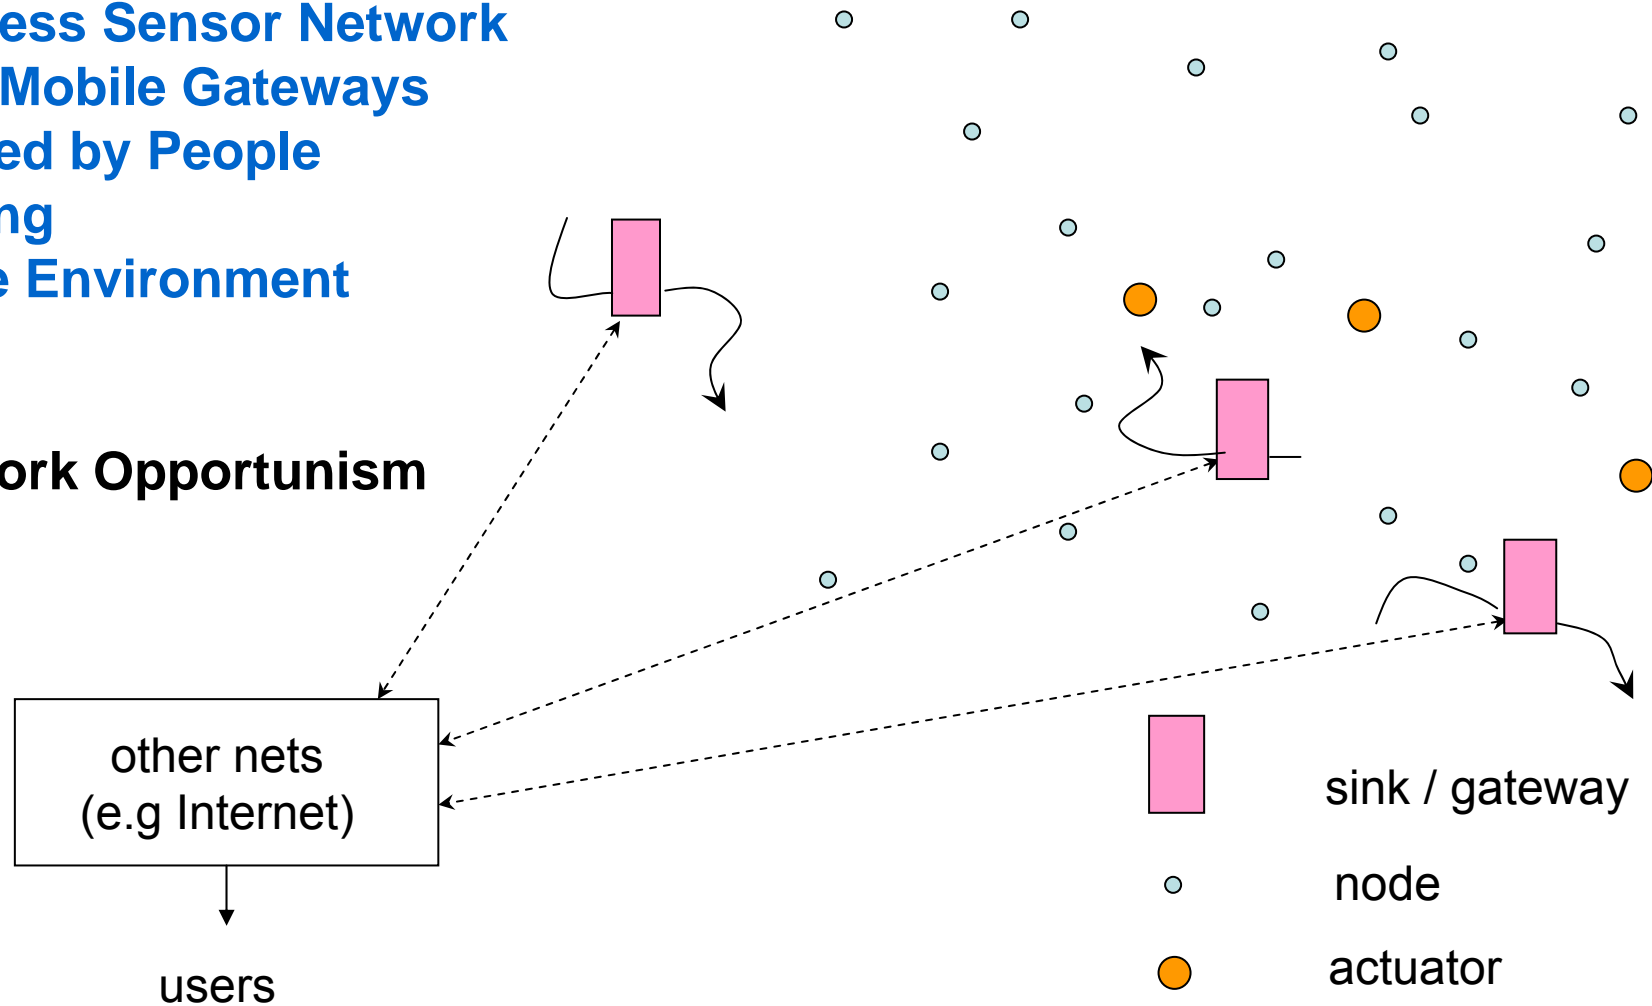 ess Sensor Network
Mobile Gateways
ed by People
ng
e Environment
ork Opportunism
other nets
(e.g Internet)
users
sink / gateway
node
actuator